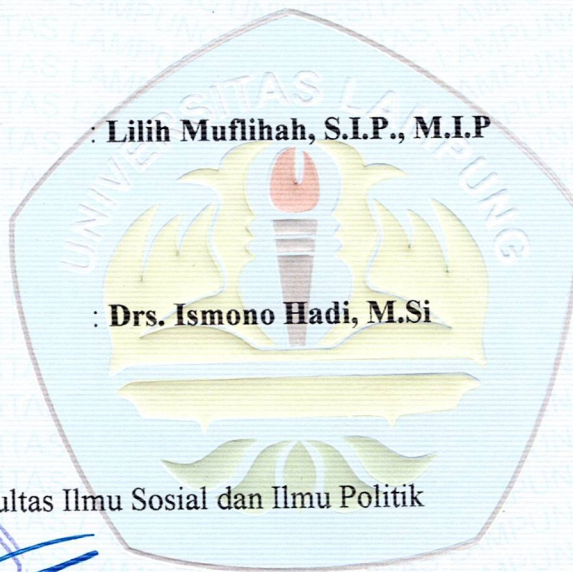 UNIVERSITAS LAMPUNG
: Lilih Muflihah, S.I.P., M.I.P
: Drs. Ismono Hadi, M.Si
ultas Ilmu Sosial dan Ilmu Politik